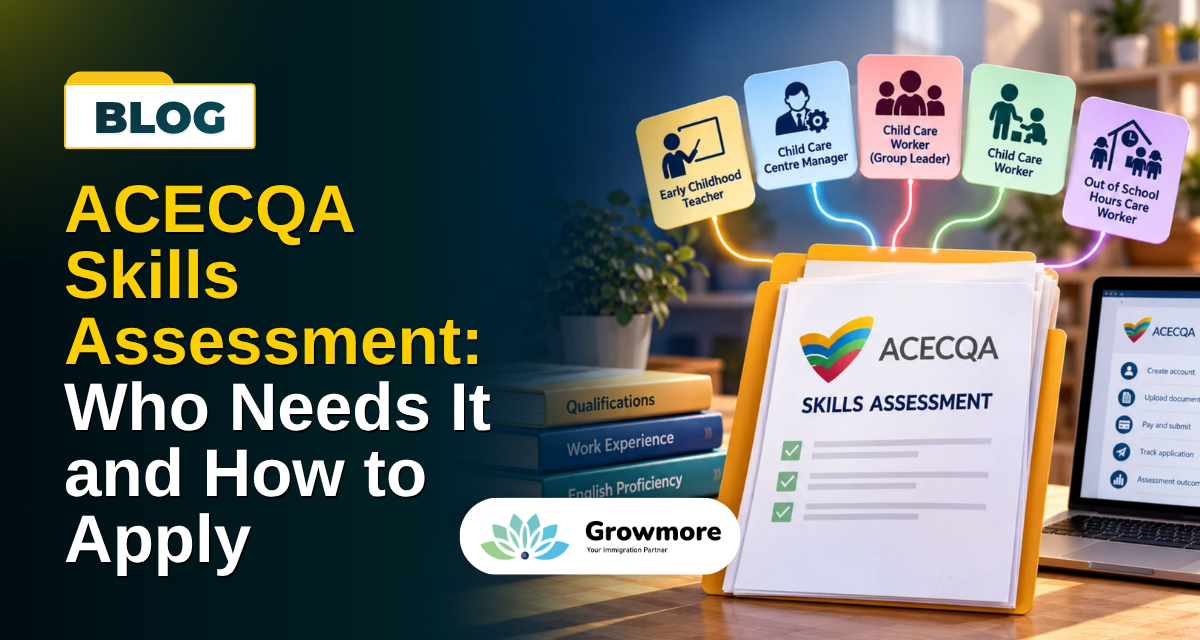 BLOG
ACECQA
Skills
Assessment:
Who Needs It
and How to
Apply
Early Childhood
Teacher
Child Care
Centre Manager
Child Care
Worker
(Group Leader)
Child Care
Worker
Out of School
Hours Care
Worker
ACECQA
SKILLS ASSESSMENT
Qualifications
Work Experience
English Proficiency
Growmore
Your Immigration Partner
ACECQA
Create account
Upload document
Pay and submit
Track application
Assessment outcom